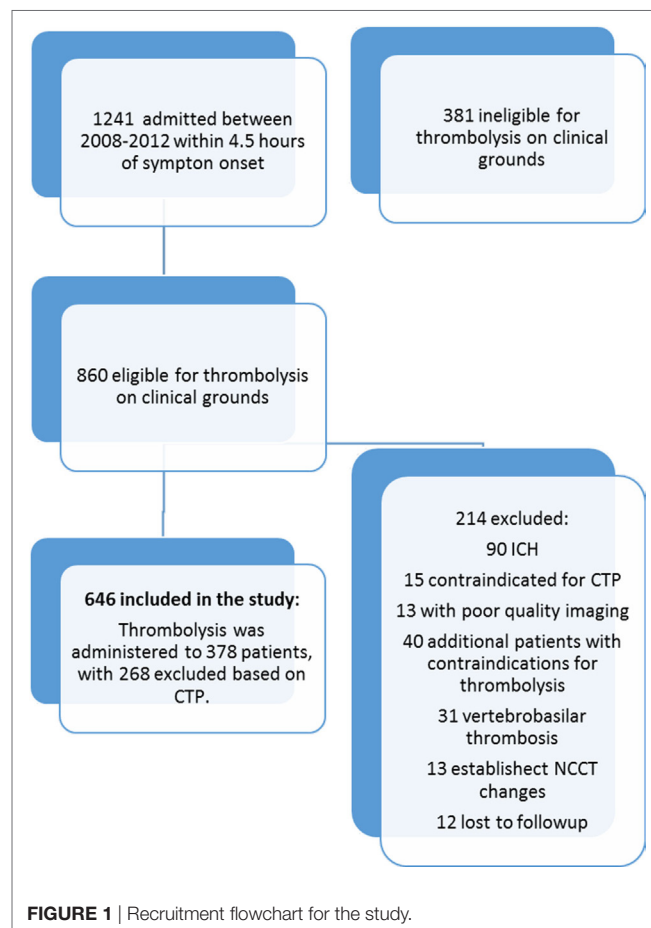 1241 admitted between
2008-2012 within 4.5 hours
of sympton onset
381 ineligible for
thrombolysis on clinical
grounds
860 eligible for thrombolysis
on clinical grounds
646 included in the study:
Thrombolysis was
administered to 378 patients,
with 268 excluded based on
CTP.
214 excluded:
90 ICH
15 contraindicated for CTP
13 with poor quality imaging
40 additional patients with
contraindications for
thrombolysis
31 vertebrobasilar
thrombosis
13 establishect NCCT
changes
12 lost to followup
FIGURE 1 | Recruitment flowchart for the study.